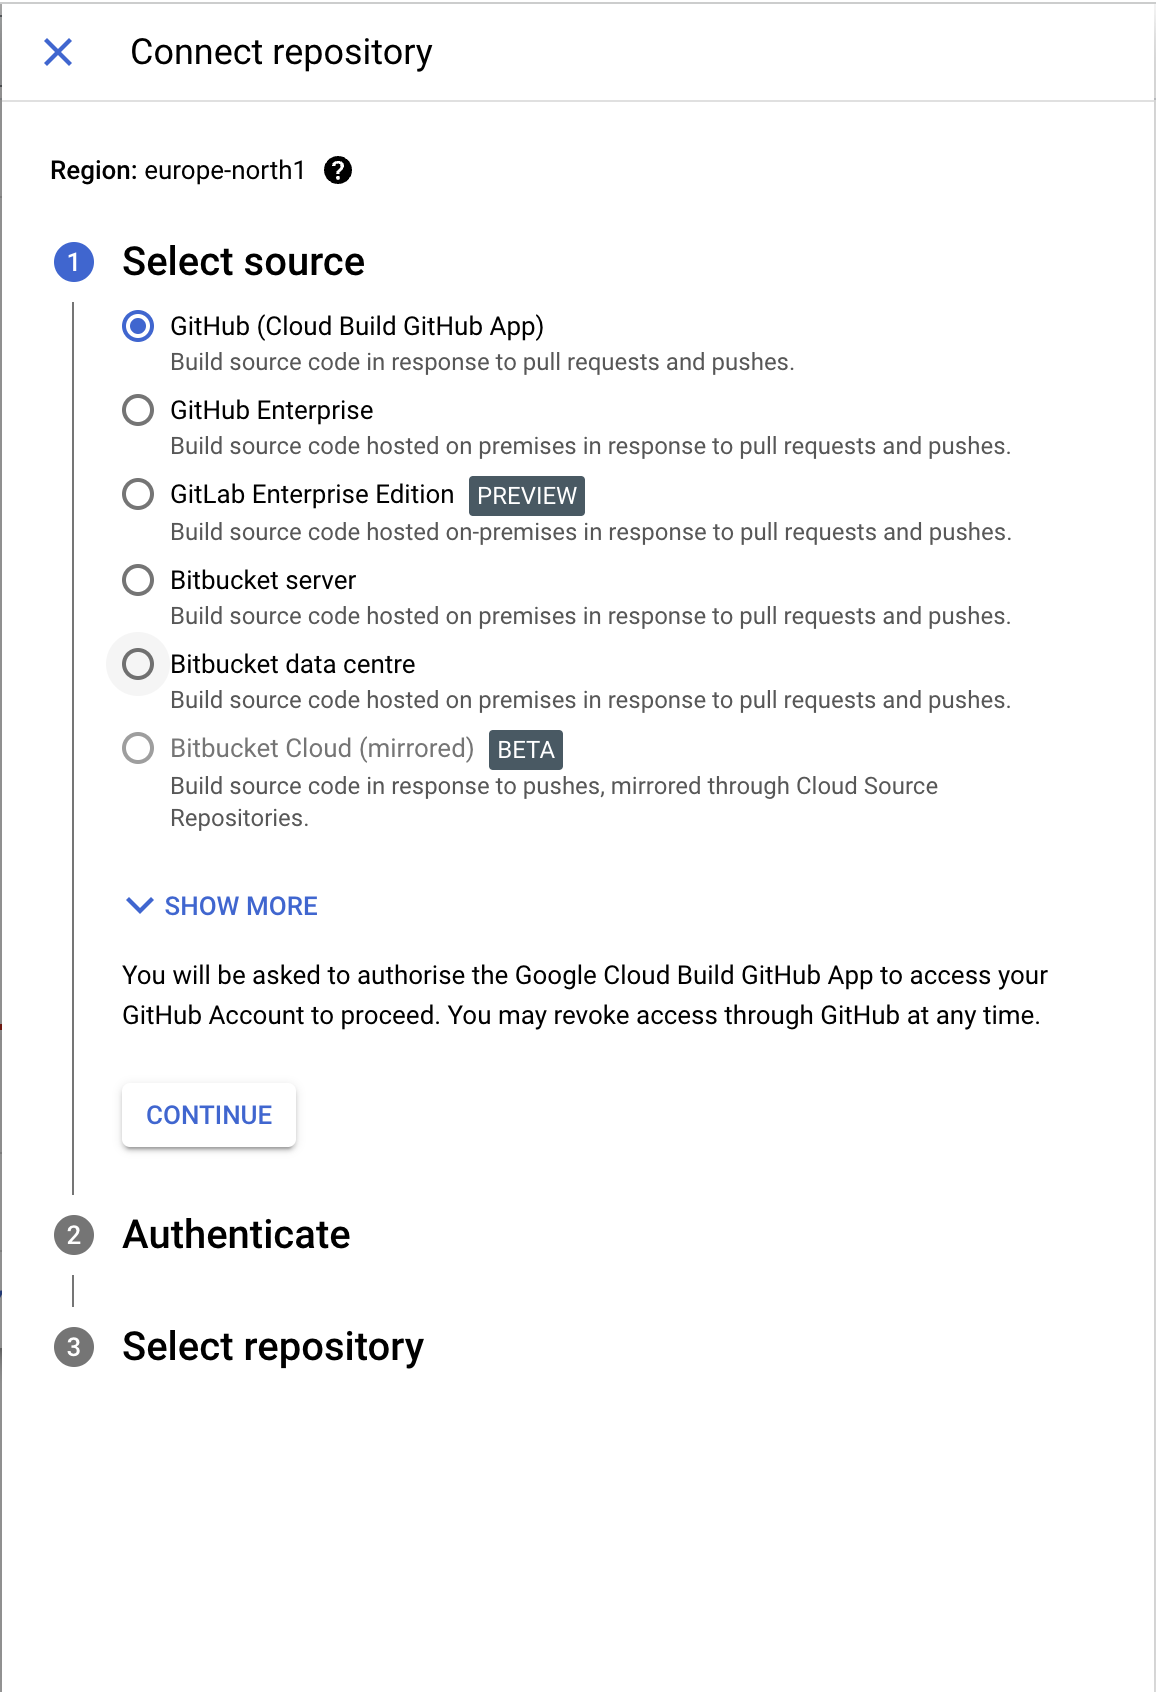 Connect repository
Region: europe-north1
1 Select source
GitHub (Cloud Build GitHub App)
Build source code in response to pull requests and pushes.
GitHub Enterprise
Build source code hosted on premises in response to pull requests and pushes.
GitLab Enterprise Edition PREVIEW
Build source code hosted on-premises in response to pull requests and pushes.
Bitbucket server
Build source code hosted on premises in response to pull requests and pushes.
Bitbucket data centre
Build source code hosted on premises in response to pull requests and pushes.
Bitbucket Cloud (mirrored) BETA
Build source code in response to pushes, mirrored through Cloud Source
Repositories.
SHOW MORE
You will be asked to authorise the Google Cloud Build GitHub App to access your
GitHub Account to proceed. You may revoke access through GitHub at any time.
CONTINUE
2 Authenticate
3 Select repository